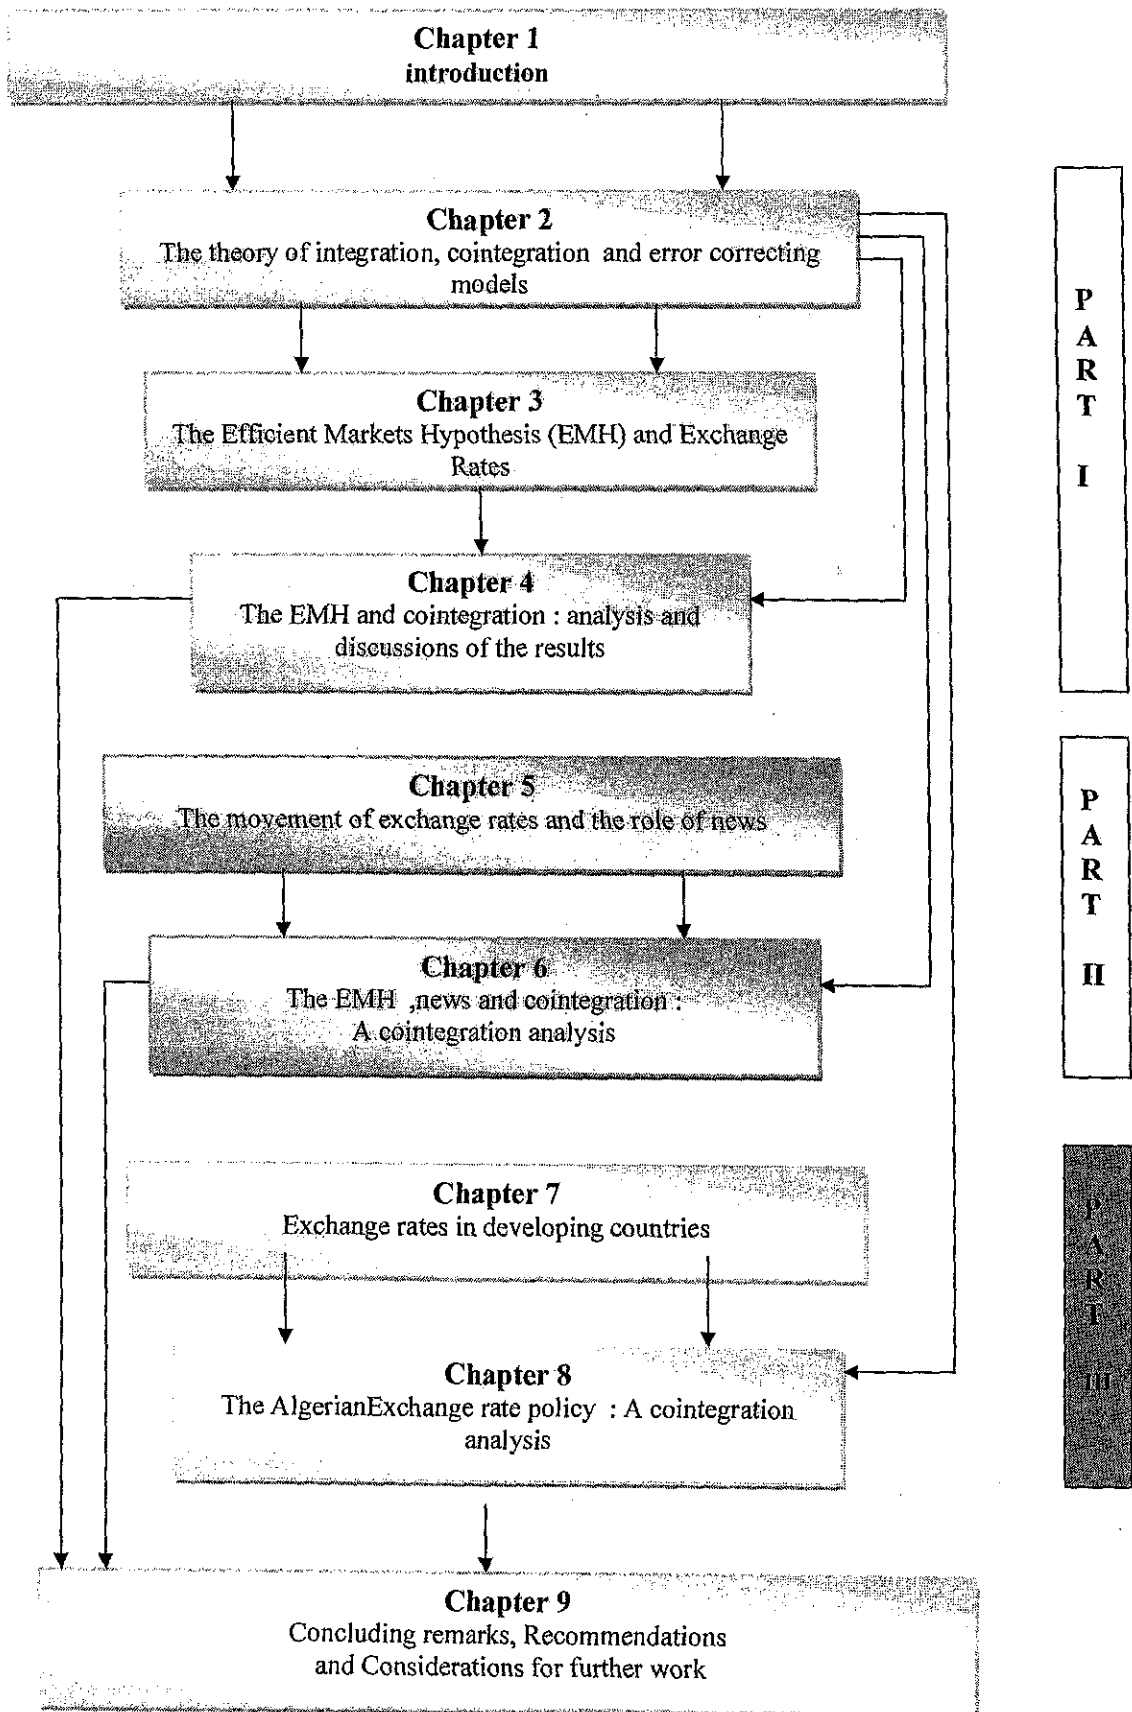 Chapter 1
introduction
Chapter 2
The theory of integration, cointegration and error correcting
models
Chapter 3
The Efficient Markets Hypothesis (EMH) and Exchange
Rates
Chapter 4
The EMH and cointegration : analysis and
discussions of the results
PART I
Chapter 5
The movement of exchange rates and the role of news
Chapter 6
The EMH ,news and cointegration :
A cointegration analysis
PART II
Chapter 7
Exchange rates in developing countries
Chapter 8
The AlgerianExchange rate policy : A cointegration
analysis
PART III
Chapter 9
Concluding remarks, Recommendations
and Considerations for further work